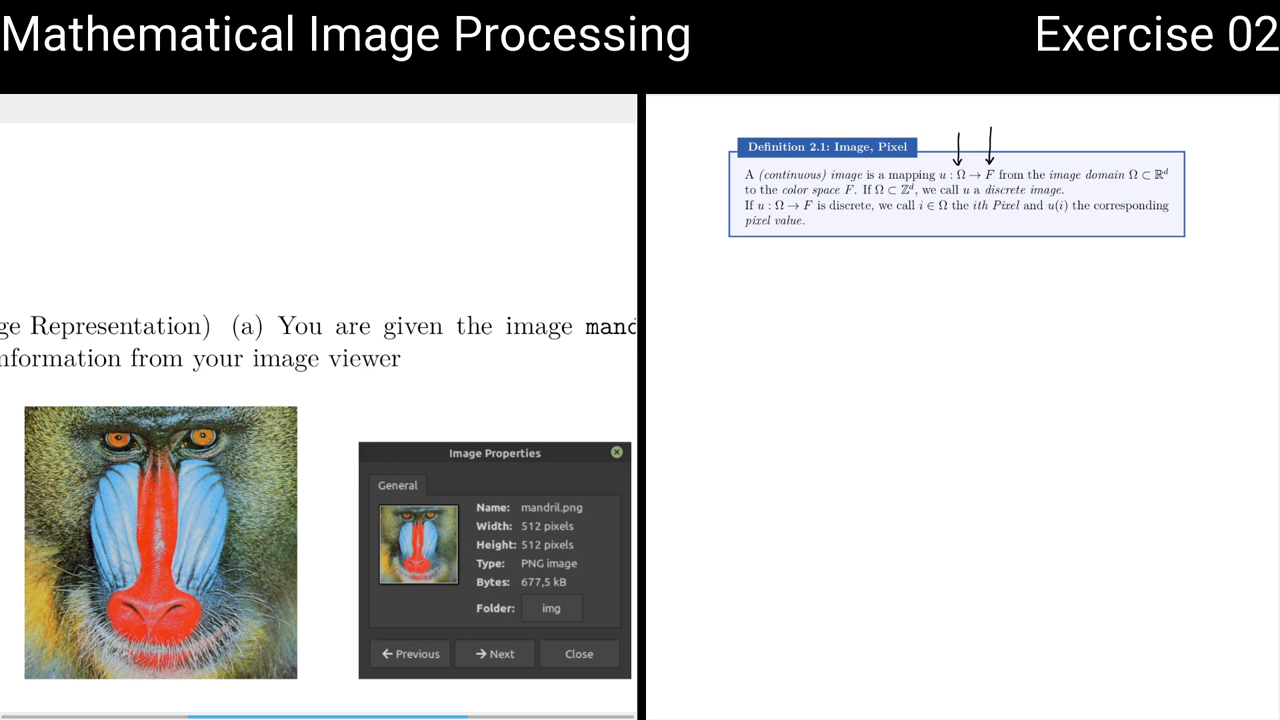 Mathematical Image Processing
Exercise 02
ge Representation) (a) You are given the image
nformation from your image viewer
Image Properties
General
Name: mandril.png
Width: 512 pixels
Height: 512 pixels
Type: PNG image
Bytes: 677,5 kB
Folder: img
← Previous → Next Close
Definition 2.1: Image, Pixel
A (continuous) image is a mapping u : Ω → F from the image domain Ω ⊂ ℝᵈ
to the color space F. If Ω ⊂ ℤᵈ, we call u a discrete image.
If u : Ω → F is discrete, we call i ∈ Ω the ith Pixel and u(i) the corresponding
pixel value.